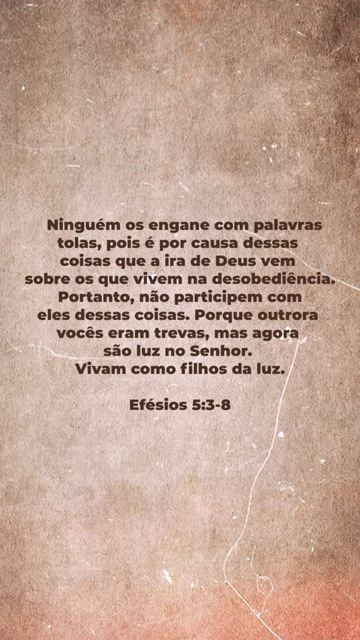 Ninguém os engane com palavras
tolas, pois é por causa dessas
coisas que a ira de Deus vem
sobre os que vivem na desobediência.
Portanto, não participem com
eles dessas coisas. Porque outrora
vocês eram trevas, mas agora
são luz no Senhor.
Vivam como filhos da luz.
Efésios 5:3-8